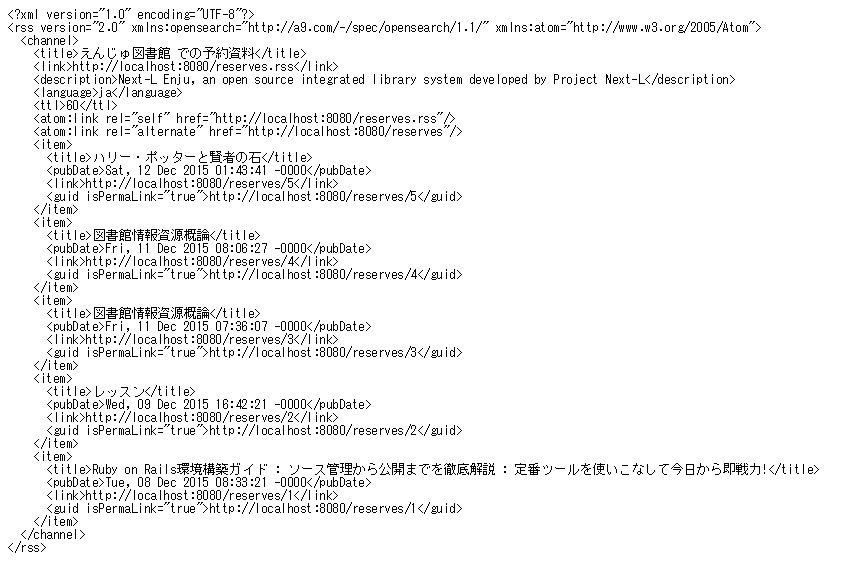 <?xml version="1.0" encoding="UTF-8"?>
<rss version="2.0" xmlns:opensearch="http://a9.com/-/spec/opensearch/1.1/" xmlns:atom="http://www.w3.org/2005/Atom">
  <channel>
    <title>えんじゅ図書館 での予約資料</title>
    <link>http://localhost:8080/reserves.rss</link>
    <description>Next-L Enju, an open source integrated library system developed by Project Next-L</description>
    <language>ja</language>
    <ttl>60</ttl>
    <atom:link rel="self" href="http://localhost:8080/reserves.rss"/>
    <atom:link rel="alternate" href="http://localhost:8080/reserves"/>
    <item>
      <title>ハリー・ポッターと賢者の石</title>
      <pubDate>Sat, 12 Dec 2015 01:43:41 -0000</pubDate>
      <link>http://localhost:8080/reserves/5</link>
      <guid isPermaLink="true">http://localhost:8080/reserves/5</guid>
    </item>
    <item>
      <title>図書館情報資源概論</title>
      <pubDate>Fri, 11 Dec 2015 08:06:27 -0000</pubDate>
      <link>http://localhost:8080/reserves/4</link>
      <guid isPermaLink="true">http://localhost:8080/reserves/4</guid>
    </item>
    <item>
      <title>図書館情報資源概論</title>
      <pubDate>Fri, 11 Dec 2015 07:36:07 -0000</pubDate>
      <link>http://localhost:8080/reserves/3</link>
      <guid isPermaLink="true">http://localhost:8080/reserves/3</guid>
    </item>
    <item>
      <title>レッスン</title>
      <pubDate>Wed, 09 Dec 2015 16:42:21 -0000</pubDate>
      <link>http://localhost:8080/reserves/2</link>
      <guid isPermaLink="true">http://localhost:8080/reserves/2</guid>
    </item>
    <item>
      <title>Ruby on Rails環境構築ガイド : ソース管理から公開までを徹底解説 : 定番ツールを使いこなして今日から即戦力!</title>
      <pubDate>Tue, 08 Dec 2015 08:33:21 -0000</pubDate>
      <link>http://localhost:8080/reserves/1</link>
      <guid isPermaLink="true">http://localhost:8080/reserves/1</guid>
    </item>
  </channel>
</rss>